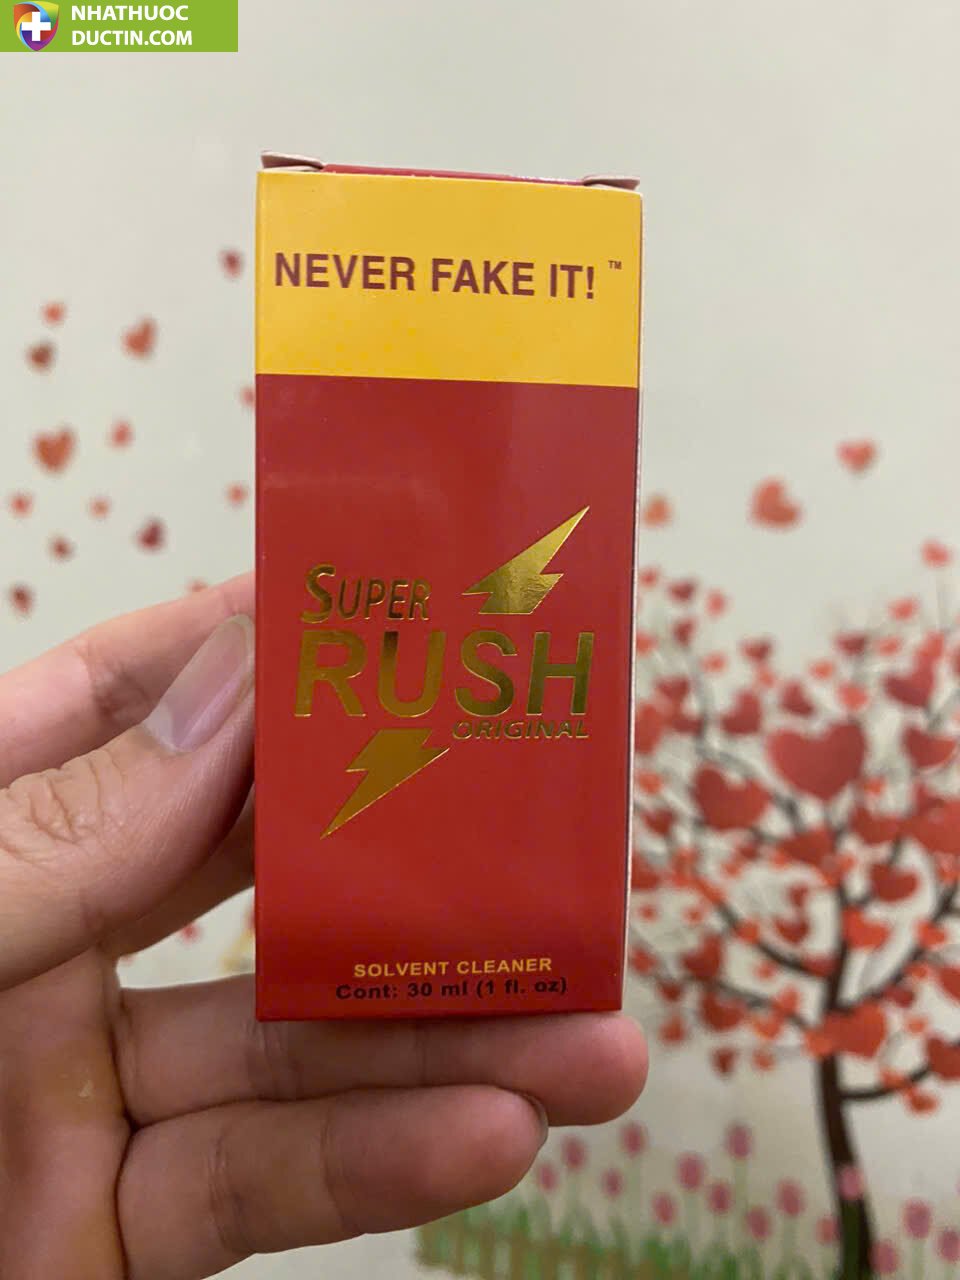 NHATHUOC
DUCTIN.COM
NEVER FAKE IT! ™
SUPER
RUSH
ORIGINAL
SOLVENT CLEANER
Cont: 30 ml (1 fl. oz)